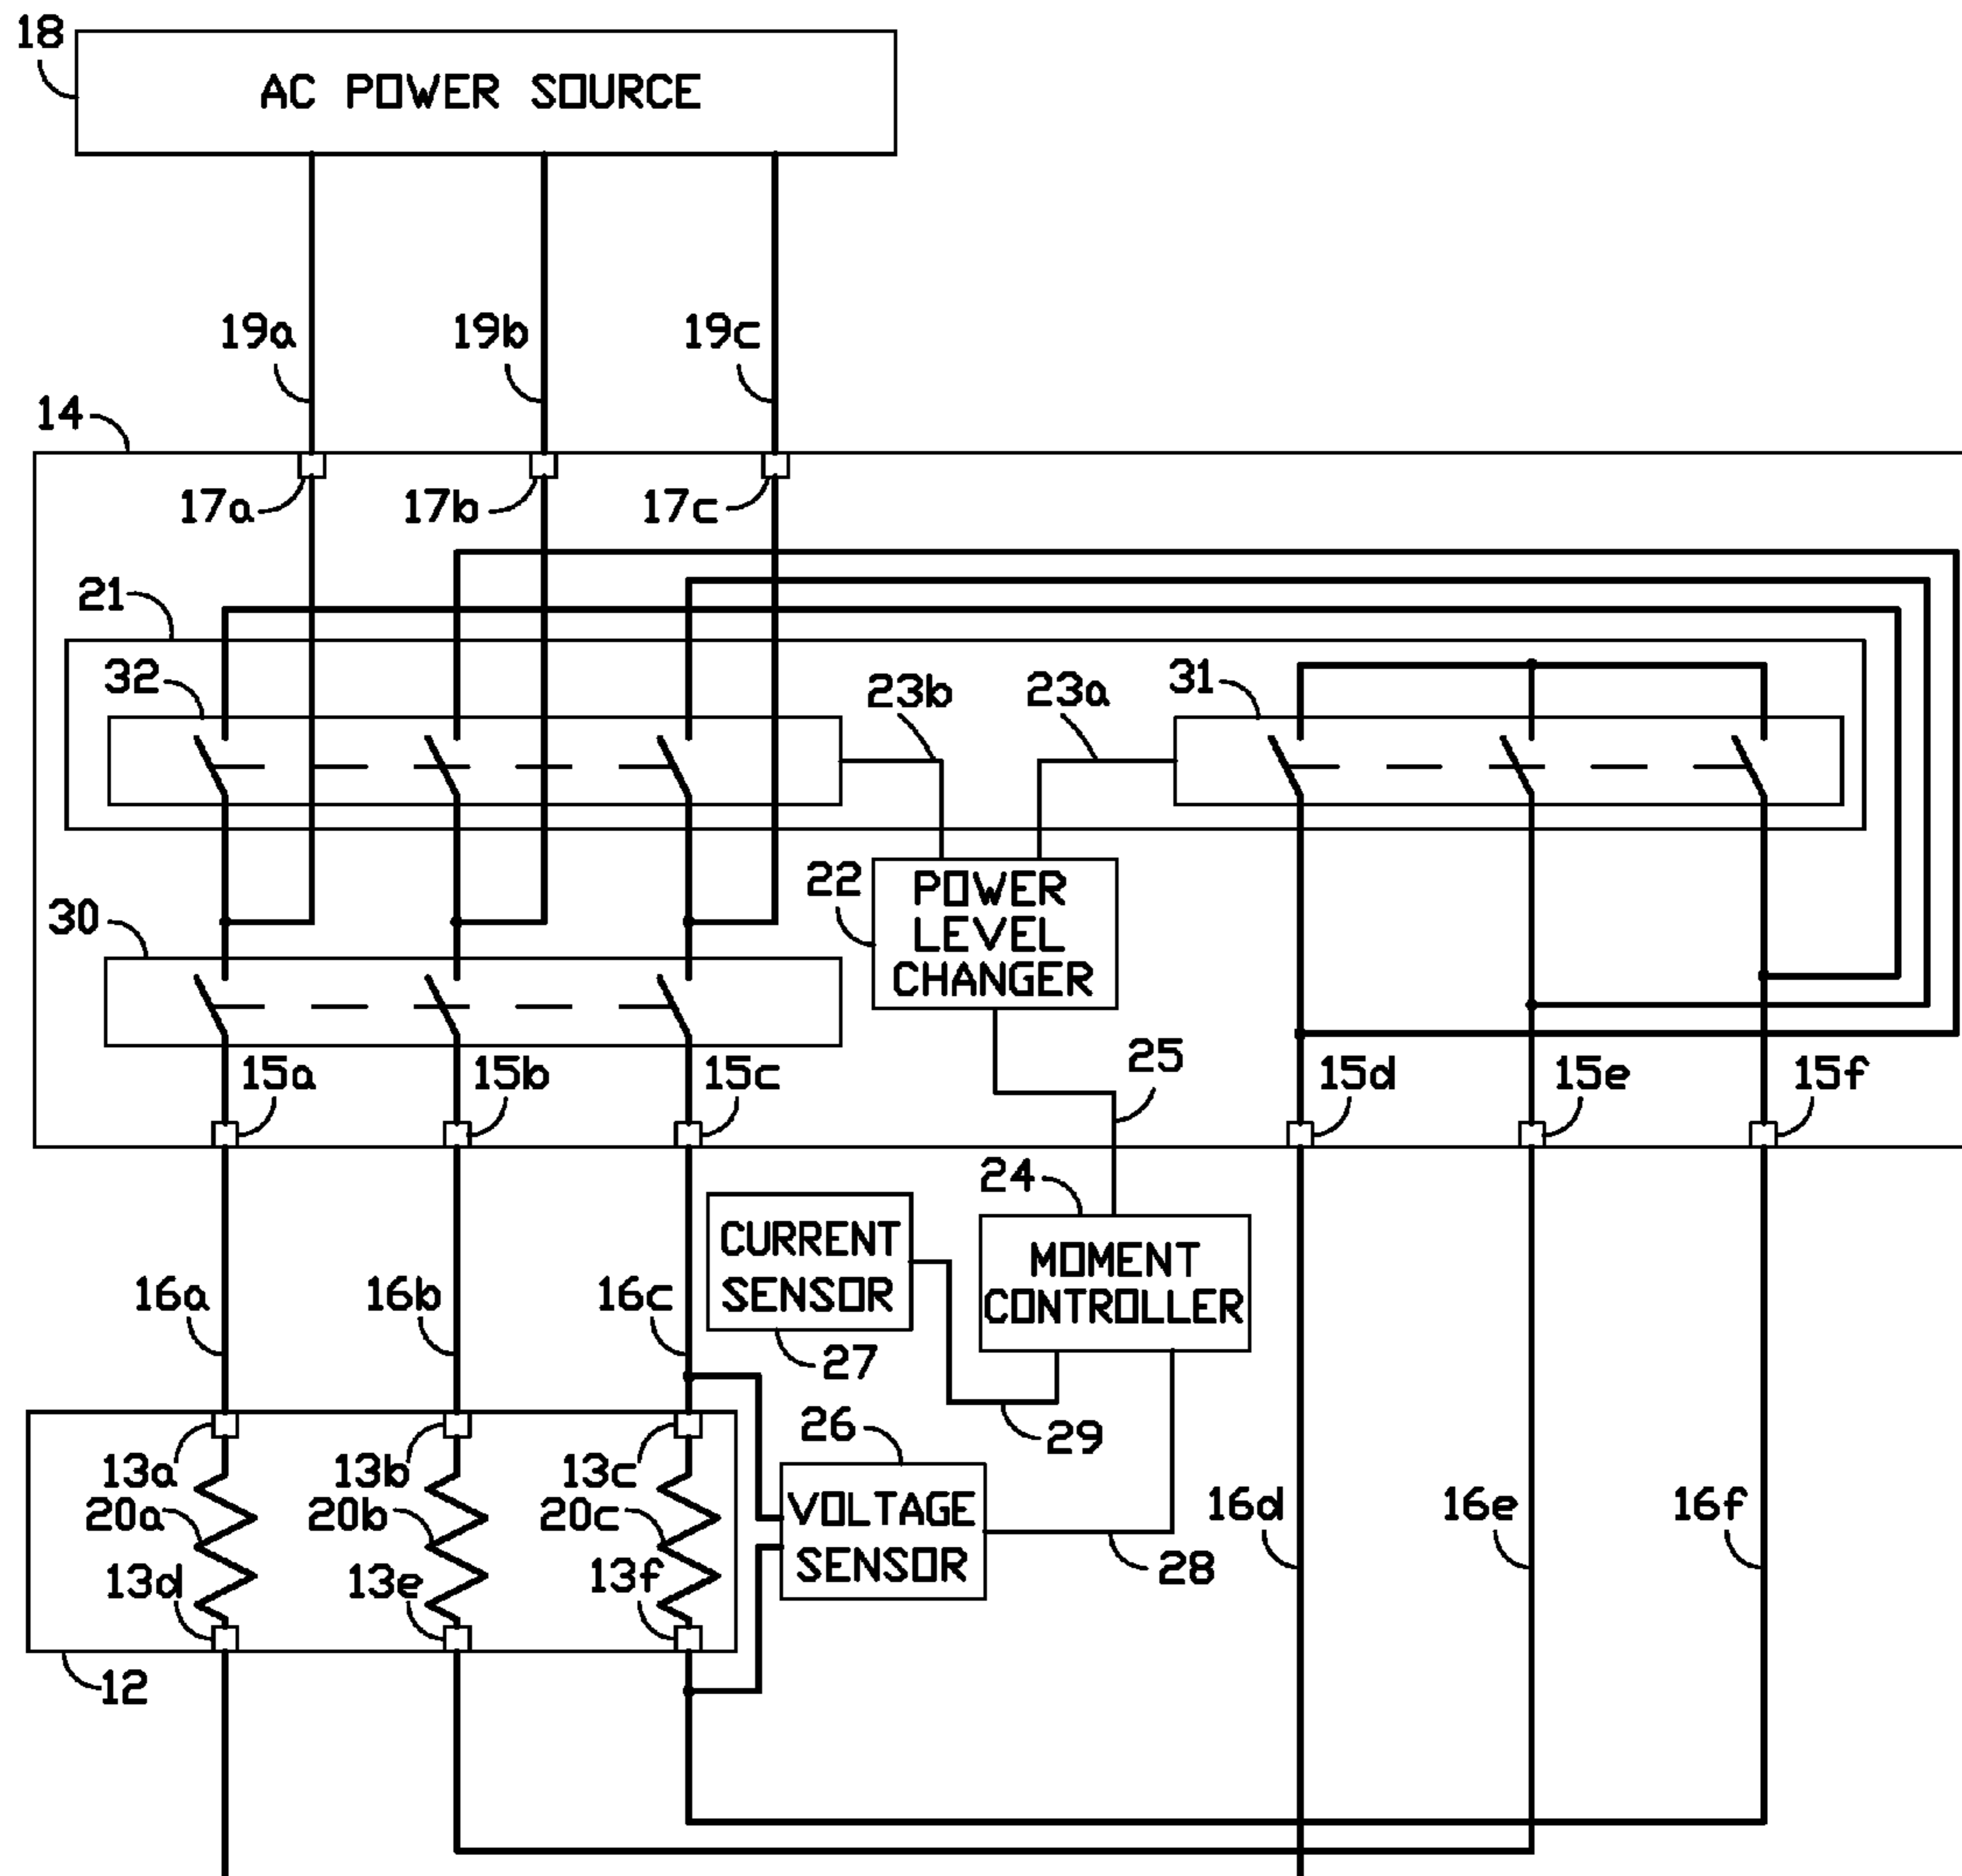 18
AC POWER SOURCE
19a 19b 19c
14
17a 17b 17c
21
32 23b 23a 31
22
POWER
LEVEL
CHANGER
30
15a 15b 15c 25 15d 15e 15f
24
CURRENT
SENSOR
MOMENT
CONTROLLER
16a 16b 16c
27
26 29
13a 13b 13c
20a 20b 20c
VOLTAGE
SENSOR
16d 16e 16f
13d 13e 13f
28
12